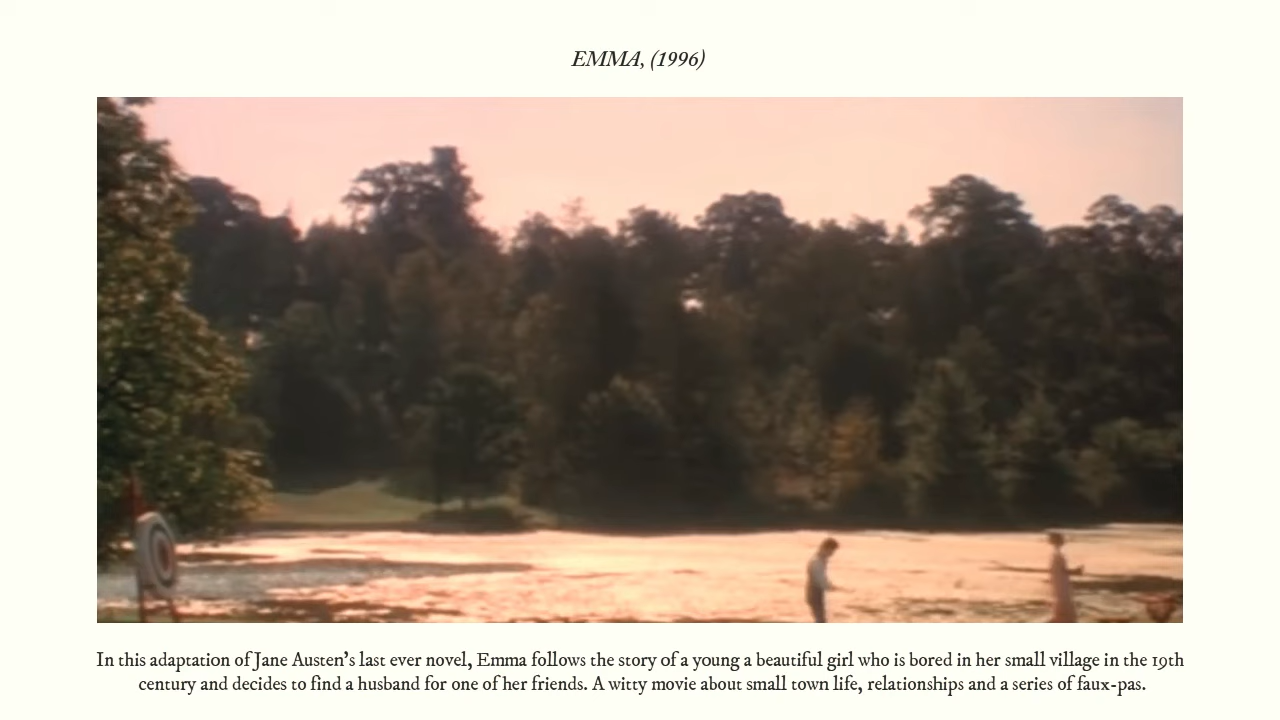 EMMA, (1996)
In this adaptation of Jane Austen's last ever novel, Emma follows the story of a young a beautiful girl who is bored in her small village in the 19th
century and decides to find a husband for one of her friends. A witty movie about small town life, relationships and a series of faux-pas.